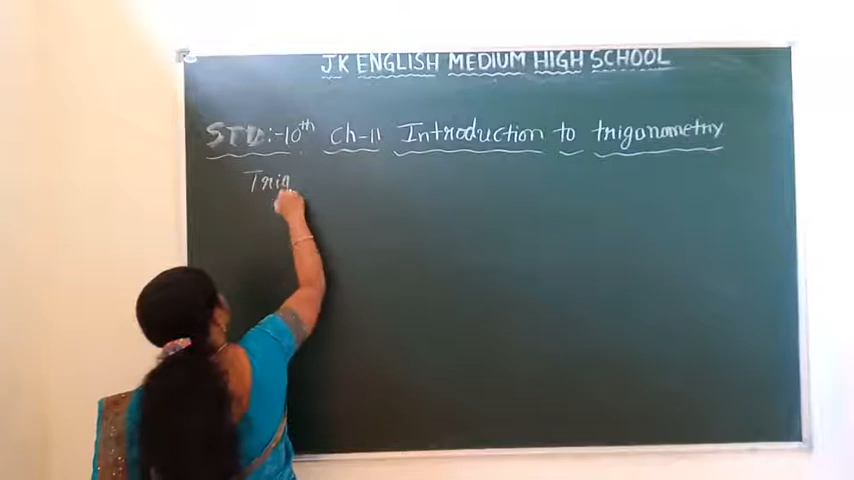 JK ENGLISH MEDIUM HIGH SCHOOL
STD:-10th Ch-11 Introduction to trigonometry
Trig